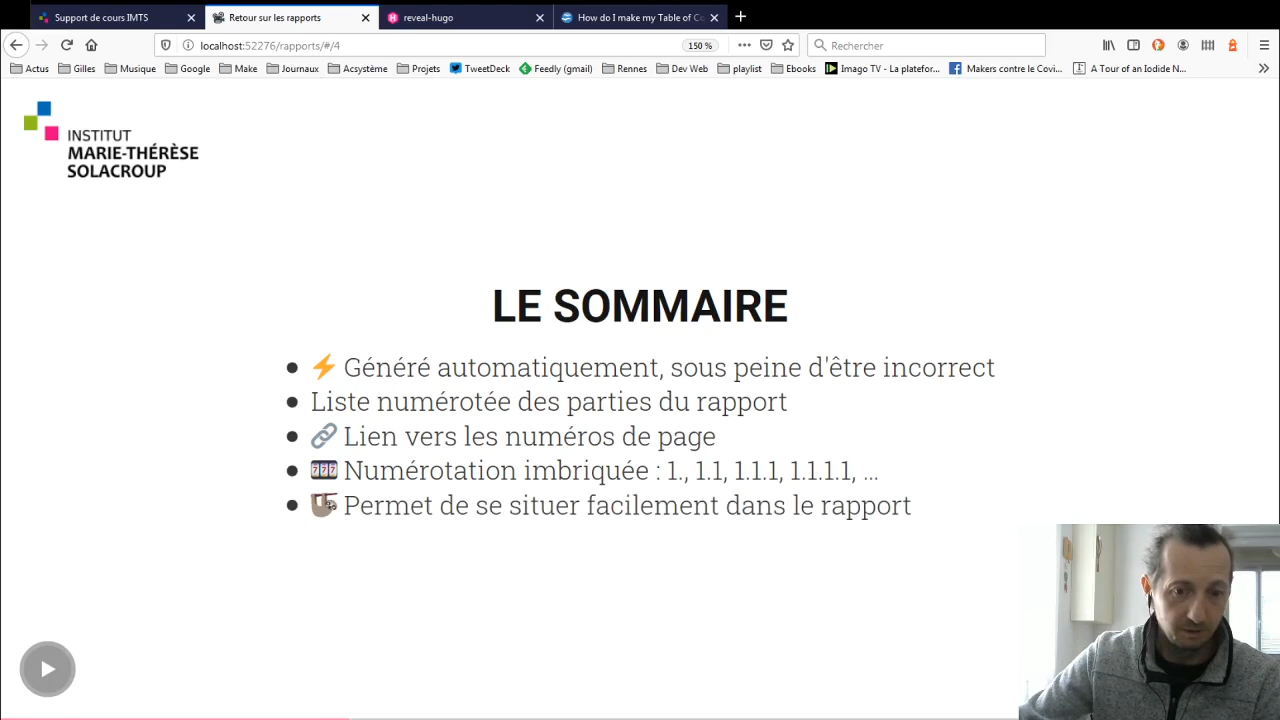 Support de cours IMTS
Retour sur les rapports
reveal-hugo
How do I make my Table of Co
localhost:52276/rapports/#/4
150 %
Rechercher
Actus
Gilles
Musique
Google
Make
Journaux
Acsystème
Projets
TweetDeck
Feedly (gmail)
Rennes
Dev Web
playlist
Ebooks
Imago TV - La platefor...
Makers contre le Covi...
A Tour of an Iodide N...
INSTITUT
MARIE-THÉRÈSE
SOLACROUP
LE SOMMAIRE
⚡ Généré automatiquement, sous peine d'être incorrect
Liste numérotée des parties du rapport
🔗 Lien vers les numéros de page
🎰 Numérotation imbriquée : 1., 1.1, 1.1.1, 1.1.1.1, ...
🦥 Permet de se situer facilement dans le rapport